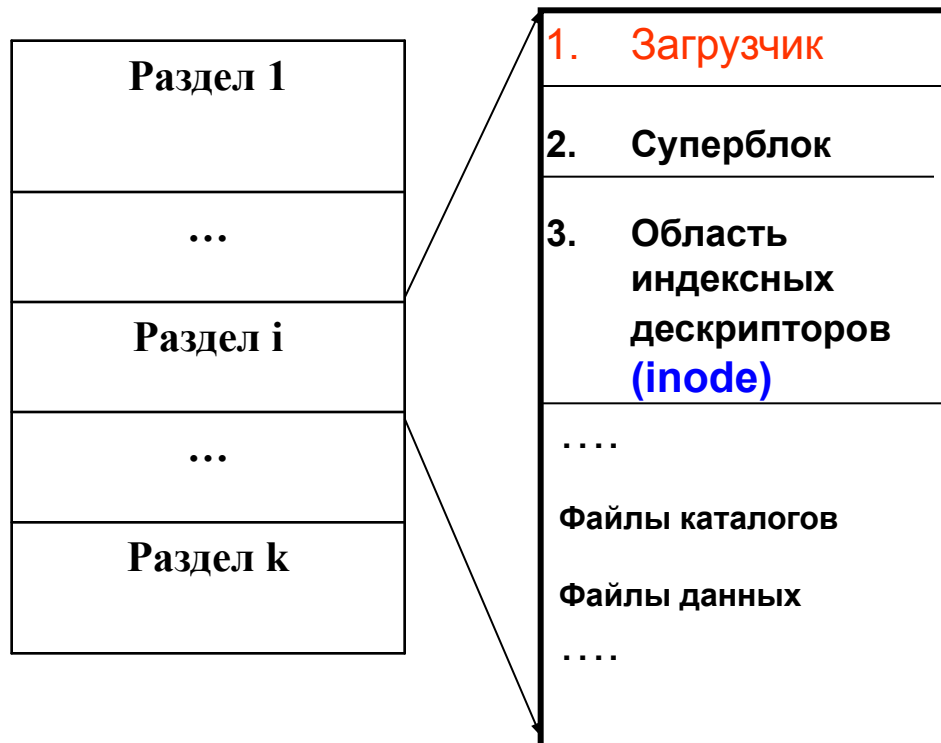 Раздел 1
...
Раздел i
...
Раздел k
1. Загрузчик
2. Суперблок
3. Область
индексных
дескрипторов
(inode)
....
Файлы каталогов
Файлы данных
....